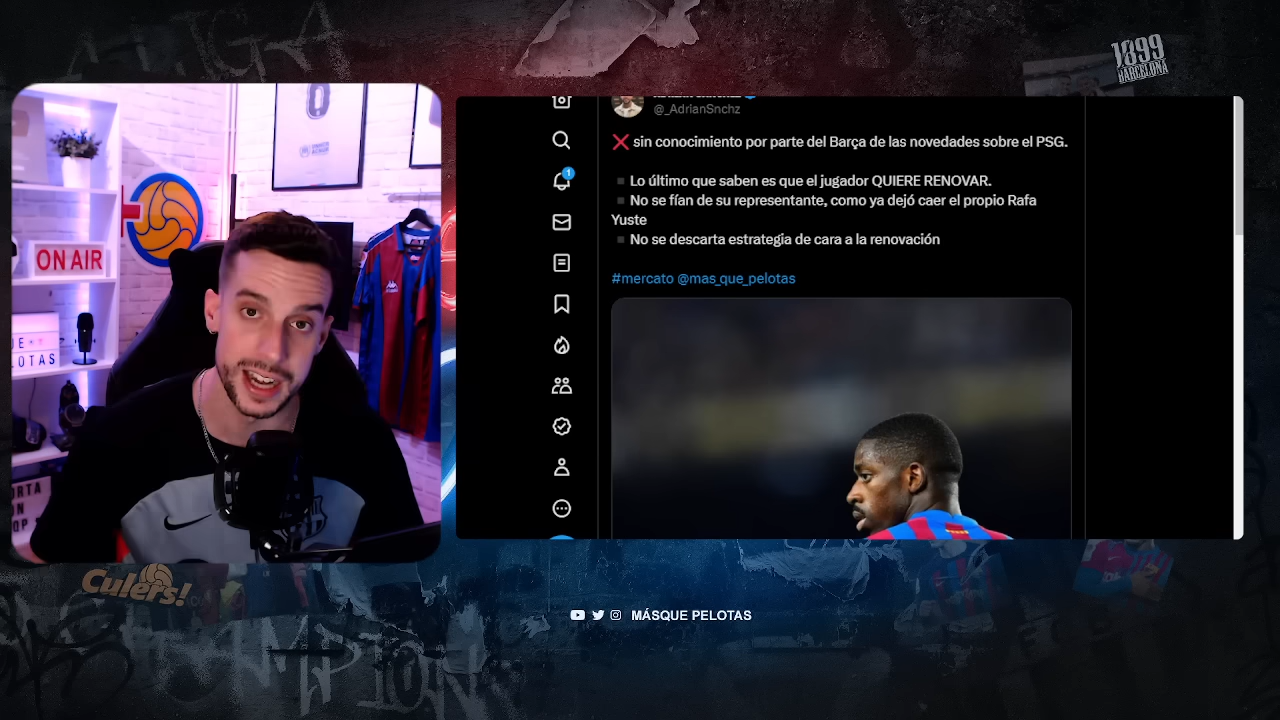 1899
BARCELONA
ON AIR
@_AdrianSnchz
❌ sin conocimiento por parte del Barça de las novedades sobre el PSG.
▪ Lo último que saben es que el jugador QUIERE RENOVAR.
▪ No se fían de su representante, como ya dejó caer el propio Rafa
Yuste
▪ No se descarta estrategia de cara a la renovación
#mercato @mas_que_pelotas
1
Kappa
Culers!
MÁSQUE PELOTAS